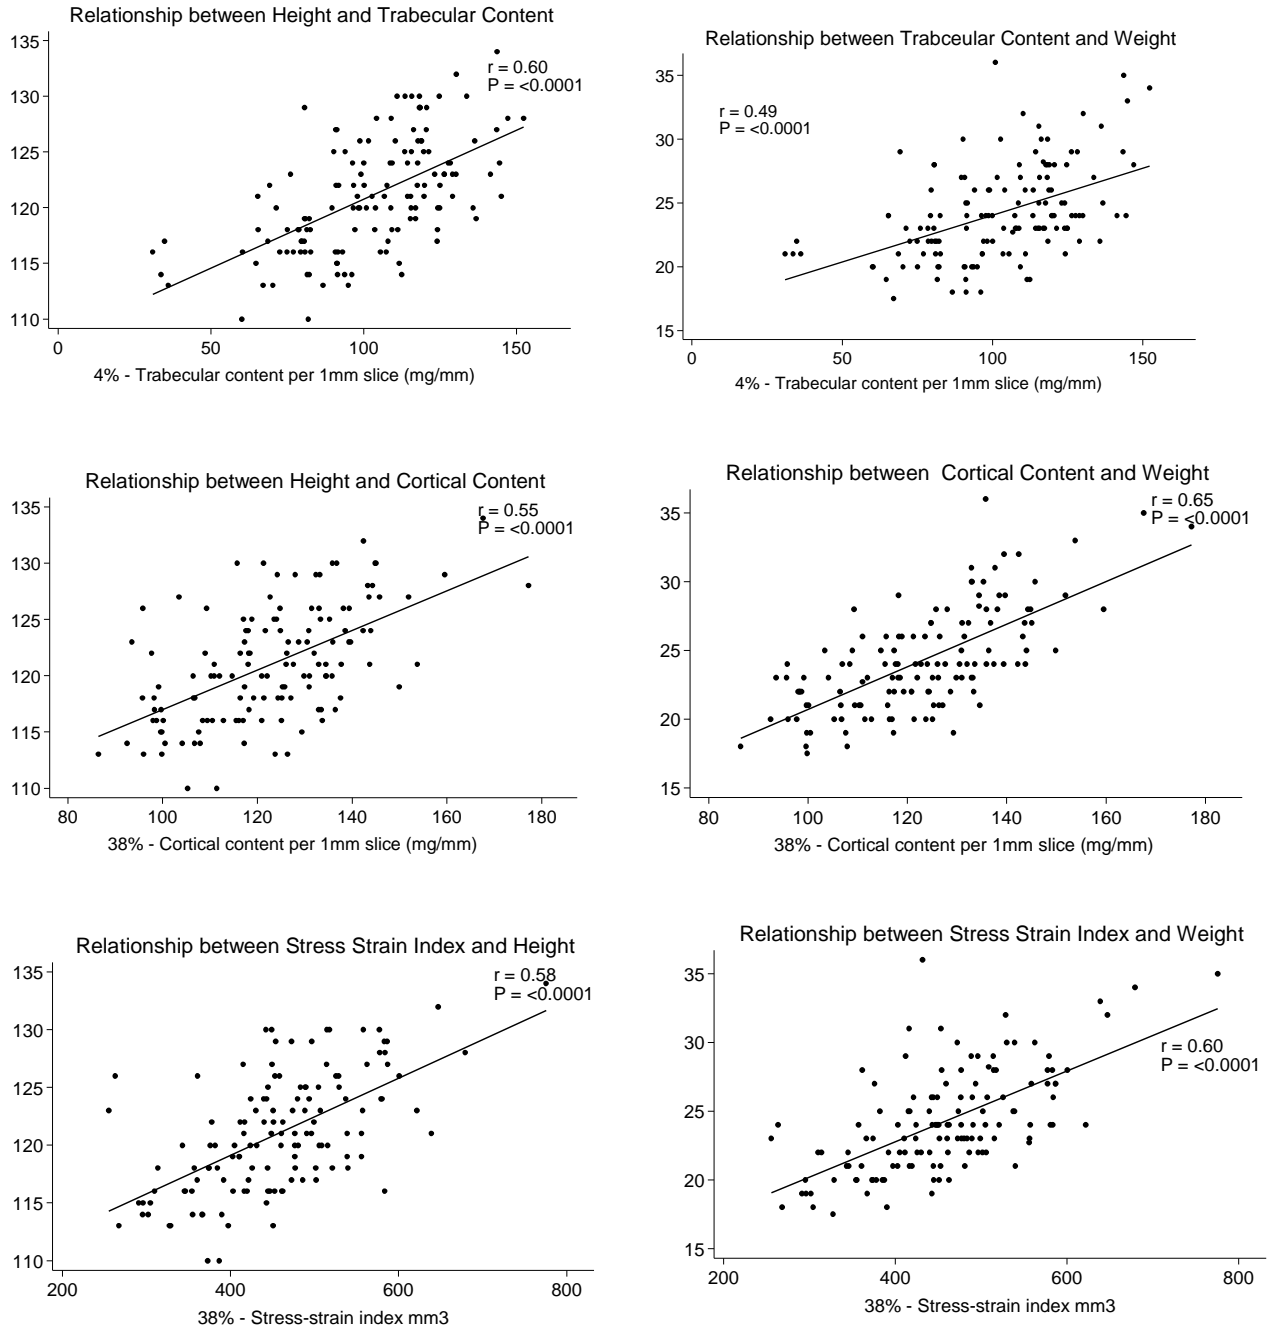 Relationship between Height and Trabecular Content
135
130
125
120
115
110
r = 0.60
P = <0.0001
0
50
100
150
4% - Trabecular content per 1mm slice (mg/mm)
Relationship between Trabceular Content and Weight
35
30
25
20
15
r = 0.49
P = <0.0001
0
50
100
150
4% - Trabecular content per 1mm slice (mg/mm)
Relationship between Height and Cortical Content
135
130
125
120
115
110
r = 0.55
P = <0.0001
80
100
120
140
160
180
38% - Cortical content per 1mm slice (mg/mm)
Relationship between  Cortical Content and Weight
35
30
25
20
15
r = 0.65
P = <0.0001
80
100
120
140
160
180
38% - Cortical content per 1mm slice (mg/mm)
Relationship between Stress Strain Index and Height
135
130
125
120
115
110
r = 0.58
P = <0.0001
200
400
600
800
38% - Stress-strain index mm3
Relationship between Stress Strain Index and Weight
35
30
25
20
15
r = 0.60
P = <0.0001
200
400
600
800
38% - Stress-strain index mm3